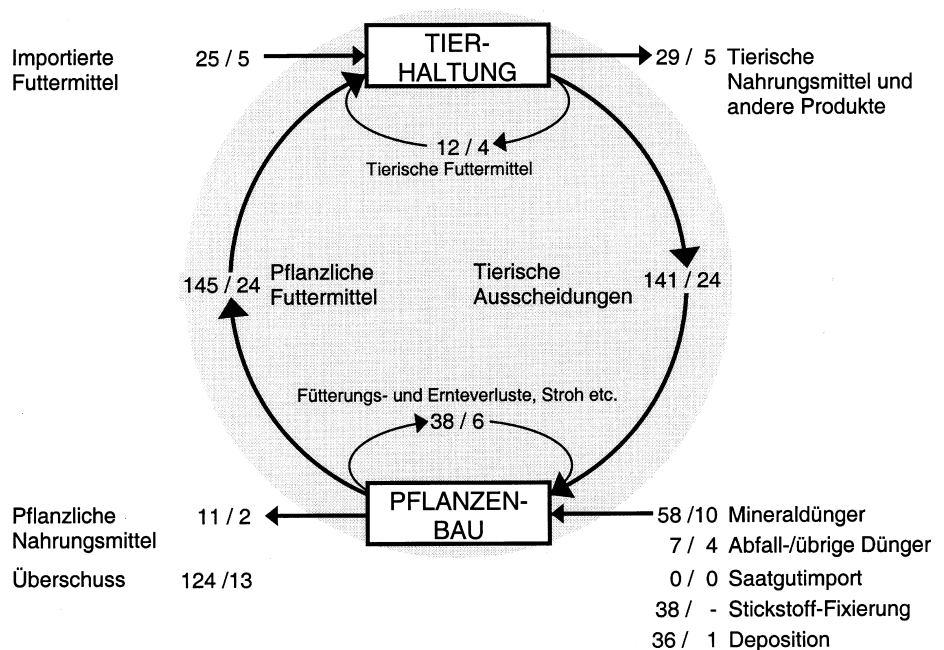 TIER-
HALTUNG
Importierte
Futtermittel
25 / 5
29 / 5 Tierische
Nahrungsmittel und
andere Produkte
12 / 4
Tierische Futtermittel
145 / 24
Pflanzliche
Futtermittel
Tierische
Ausscheidungen
141 / 24
Fütterungs- und Ernteverluste, Stroh etc.
38 / 6
PFLANZEN-
BAU
Pflanzliche
Nahrungsmittel
11 / 2
Überschuss 124 /13
58 /10 Mineraldünger
7 / 4 Abfall-/übrige Dünger
0 / 0 Saatgutimport
38 / - Stickstoff-Fixierung
36 / 1 Deposition